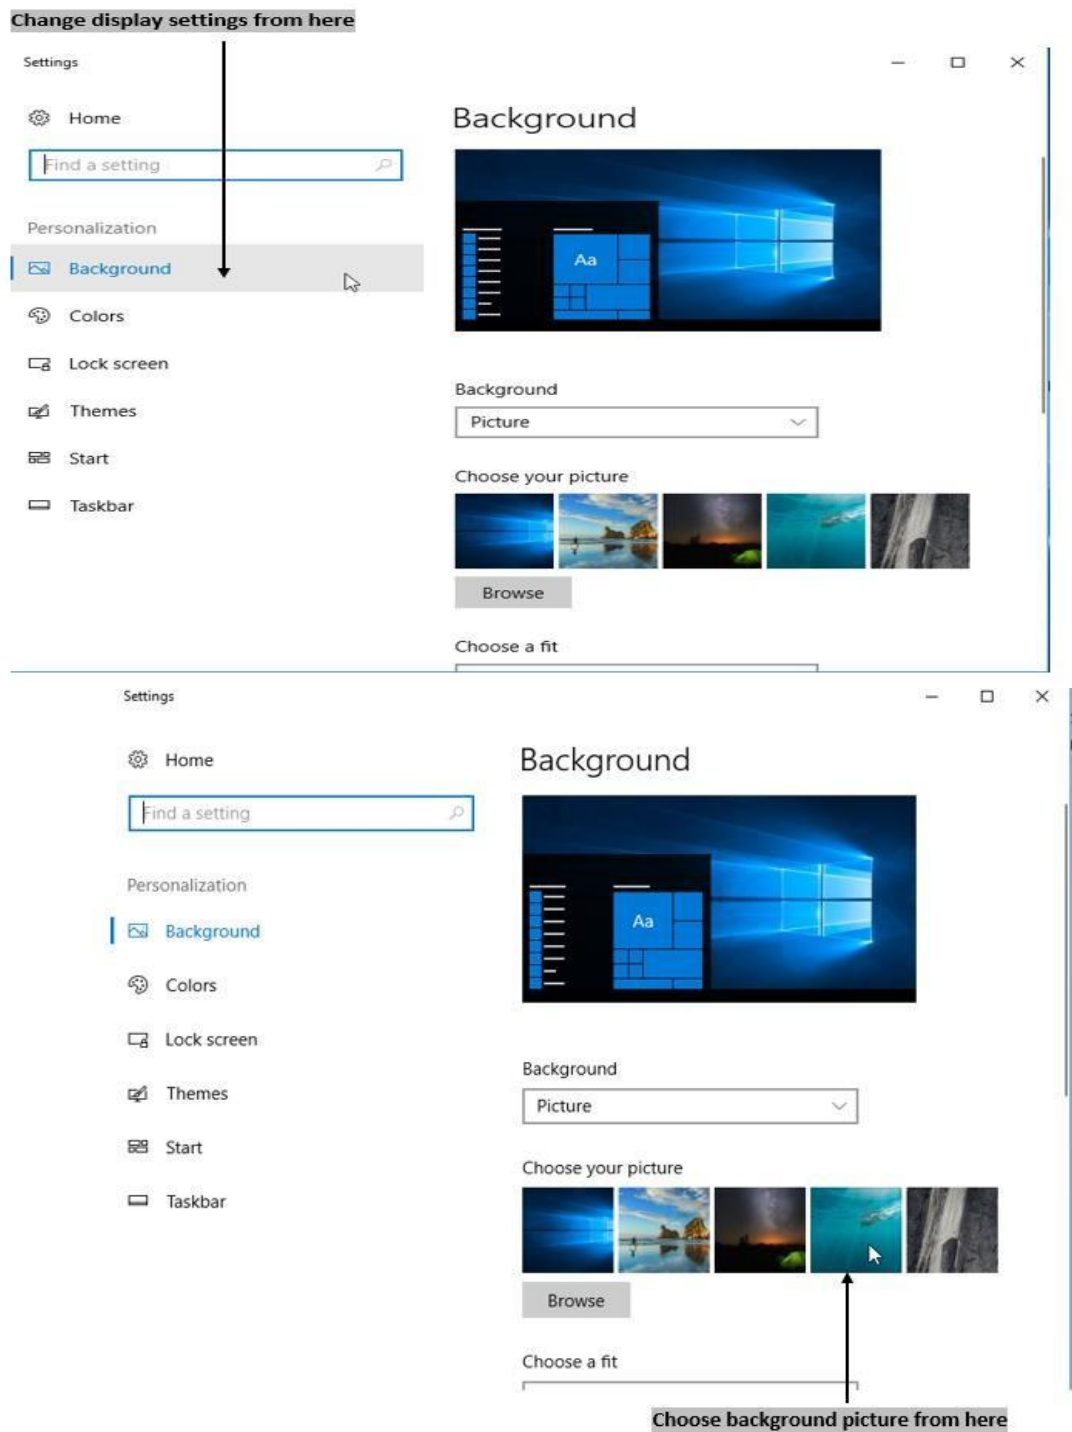 Change display settings from here
Settings
Home
Find a setting
Personalization
Background
Colors
Lock screen
Themes
Start
Taskbar
Background
Aa
Background
Picture
Choose your picture
Browse
Choose a fit
Settings
Home
Find a setting
Personalization
Background
Colors
Lock screen
Themes
Start
Taskbar
Background
Aa
Background
Picture
Choose your picture
Browse
Choose a fit
Choose background picture from here